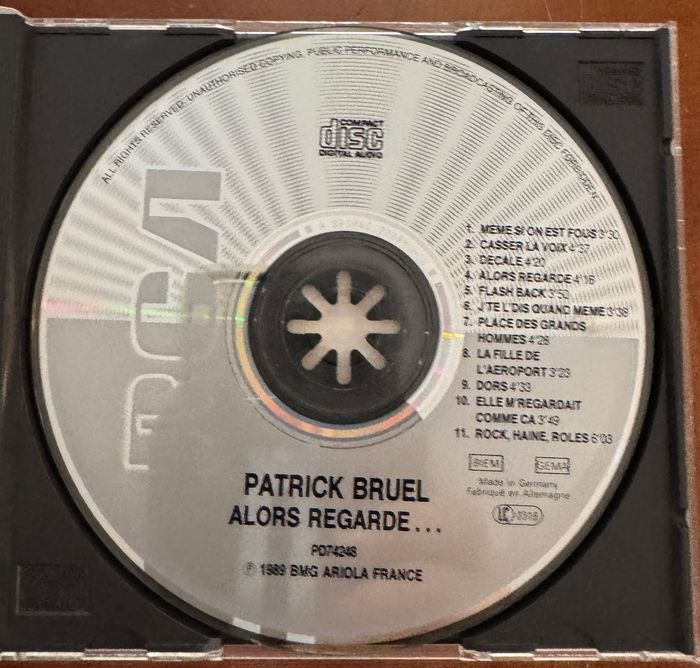 ALL RIGHTS RESERVED. UNAUTHORISED COPYING, PUBLIC PERFORMANCE AND BROADCASTING OF THIS DISC FORBIDDEN
COMPACT
disc
DIGITAL AUDIO
1. MEME SI ON EST FOUS 3'30
2. CASSER LA VOIX 4'37
3. DECALE 4'20
4. ALORS REGARDE 4'16
5. FLASH BACK 3'50
6. J'TE L'DIS QUAND MEME 3'38
7. PLACE DES GRANDS
HOMMES 4'28
8. LA FILLE DE
L'AEROPORT 3'23
9. DORS 4'33
10. ELLE M'REGARDAIT
COMME CA 3'49
11. ROCK, HAINE, ROLES 6'03
BIEM GEMA
Made in Germany
Fabriqué en Allemagne
PATRICK BRUEL
ALORS REGARDE...
PD74248
℗ 1989 BMG ARIOLA FRANCE